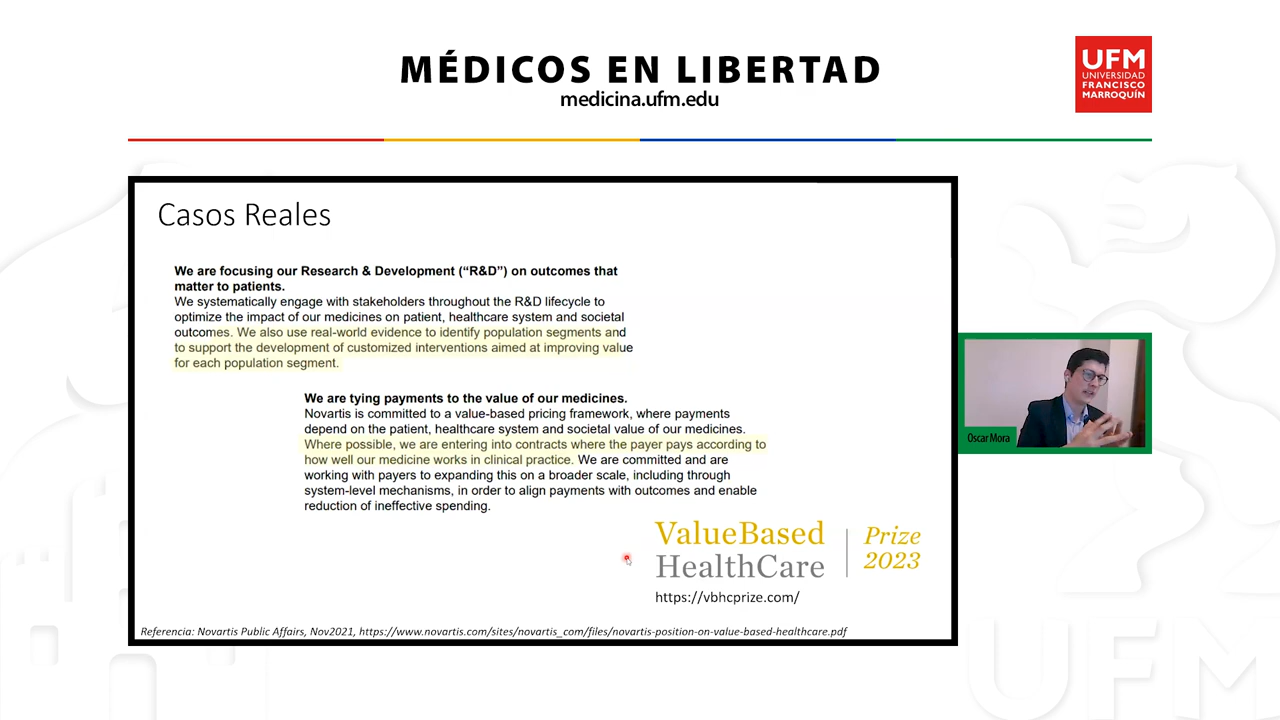 MÉDICOS EN LIBERTAD
medicina.ufm.edu
UFM
UNIVERSIDAD
FRANCISCO
MARROQUÍN
Casos Reales
We are focusing our Research & Development (“R&D”) on outcomes that
matter to patients.
We systematically engage with stakeholders throughout the R&D lifecycle to
optimize the impact of our medicines on patient, healthcare system and societal
outcomes. We also use real-world evidence to identify population segments and
to support the development of customized interventions aimed at improving value
for each population segment.
We are tying payments to the value of our medicines.
Novartis is committed to a value-based pricing framework, where payments
depend on the patient, healthcare system and societal value of our medicines.
Where possible, we are entering into contracts where the payer pays according to
how well our medicine works in clinical practice. We are committed and are
working with payers to expanding this on a broader scale, including through
system-level mechanisms, in order to align payments with outcomes and enable
reduction of ineffective spending.
ValueBased
HealthCare
Prize
2023
https://vbhcprize.com/
Referencia: Novartis Public Affairs, Nov2021, https://www.novartis.com/sites/novartis_com/files/novartis-position-on-value-based-healthcare.pdf
Oscar Mora
UFM